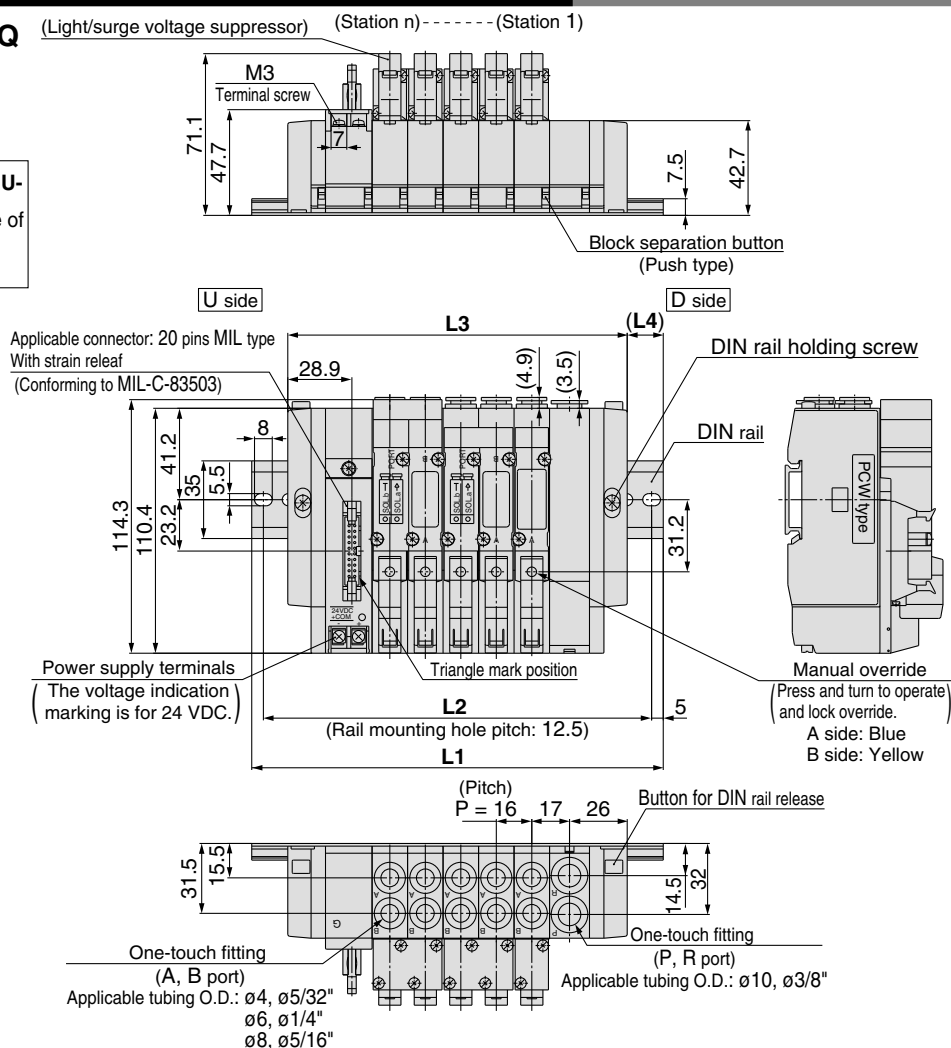 Q
(Light/surge voltage suppressor)
(Station n)-------(Station 1)
M3
Terminal screw
7
71.1
47.7
7.5
42.7
Block separation button
(Push type)
U-
e of
U side
D side
Applicable connector: 20 pins MIL type
With strain releaf
(Conforming to MIL-C-83503)
L3
(L4)
28.9
(4.9)
(3.5)
DIN rail holding screw
DIN rail
8
114.3
110.4
41.2
35
5.5
23.2
31.2
PORT
SOLb
SOLa
B
A
PORT
SOLb
SOLa
B
A
A
24VDC
+COM
- +
PCW type
Power supply terminals
(The voltage indication
marking is for 24 VDC.)
Triangle mark position
Manual override
(Press and turn to operate
and lock override.)
A side: Blue
B side: Yellow
L2
5
(Rail mounting hole pitch: 12.5)
L1
(Pitch)
P = 16
17
26
Button for DIN rail release
31.5
15.5
14.5
32
A A A A A R
B B B B B P
G
One-touch fitting
(A, B port)
Applicable tubing O.D.: ø4, ø5/32"
ø6, ø1/4"
ø8, ø5/16"
One-touch fitting
(P, R port)
Applicable tubing O.D.: ø10, ø3/8"